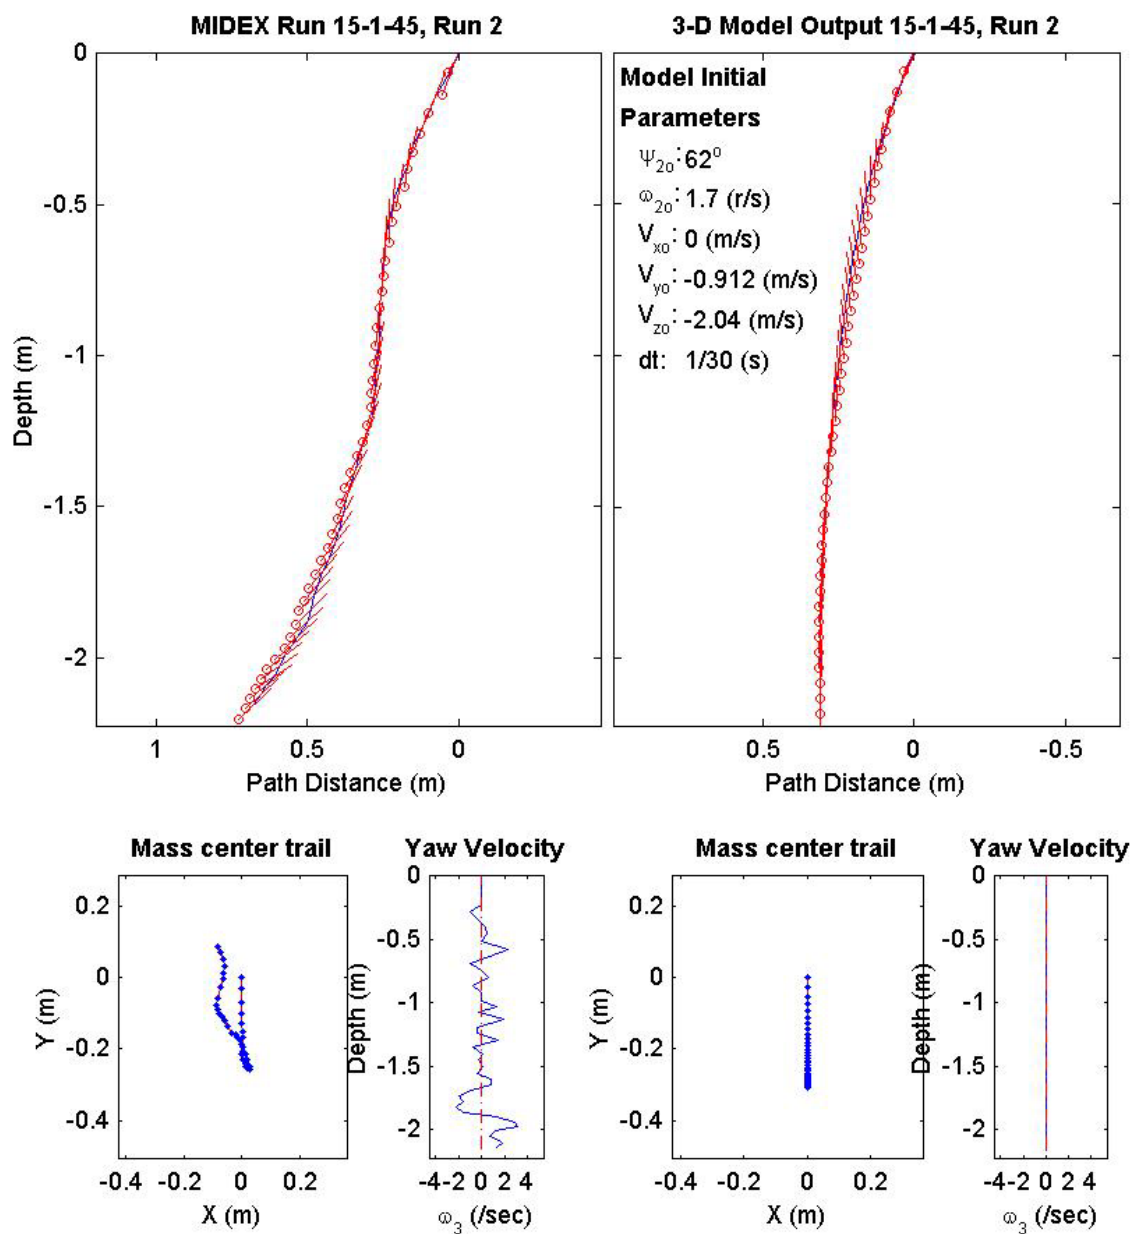 MIDEX Run 15-1-45, Run 2
0
-0.5
-1
-1.5
-2
Depth (m)
1 0.5 0
Path Distance (m)
3-D Model Output 15-1-45, Run 2
Model Initial
Parameters
Ψ2o: 62o
ω2o: 1.7 (r/s)
Vxo: 0 (m/s)
Vyo: -0.912 (m/s)
Vzo: -2.04 (m/s)
dt: 1/30 (s)
0.5 0 -0.5
Path Distance (m)
Mass center trail
0.2
0
-0.2
-0.4
Y (m)
-0.4 -0.2 0 0.2
X (m)
Yaw Velocity
0
-0.5
-1
-1.5
-2
Depth (m)
-4 -2 0 2 4
ω3 (/sec)
Mass center trail
0.2
0
-0.2
-0.4
Y (m)
-0.4 -0.2 0 0.2
X (m)
Yaw Velocity
0
-0.5
-1
-1.5
-2
Depth (m)
-4 -2 0 2 4
ω3 (/sec)